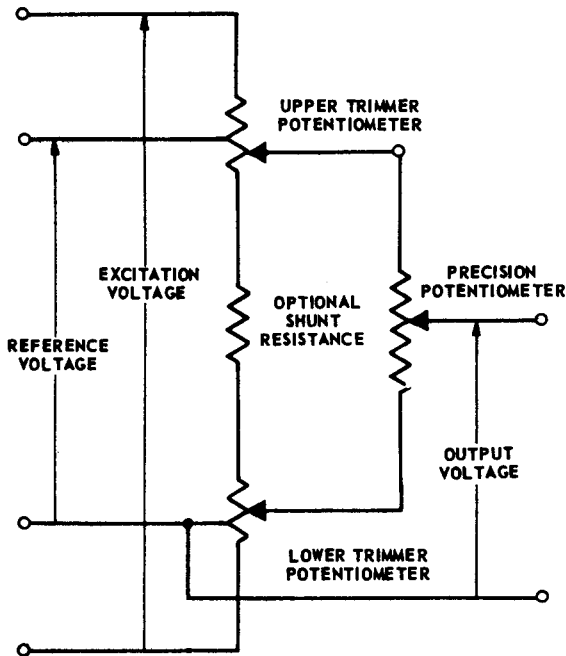 UPPER TRIMMER
POTENTIOMETER
EXCITATION
VOLTAGE
PRECISION
POTENTIOMETER
OPTIONAL
SHUNT
RESISTANCE
REFERENCE
VOLTAGE
OUTPUT
VOLTAGE
LOWER TRIMMER
POTENTIOMETER